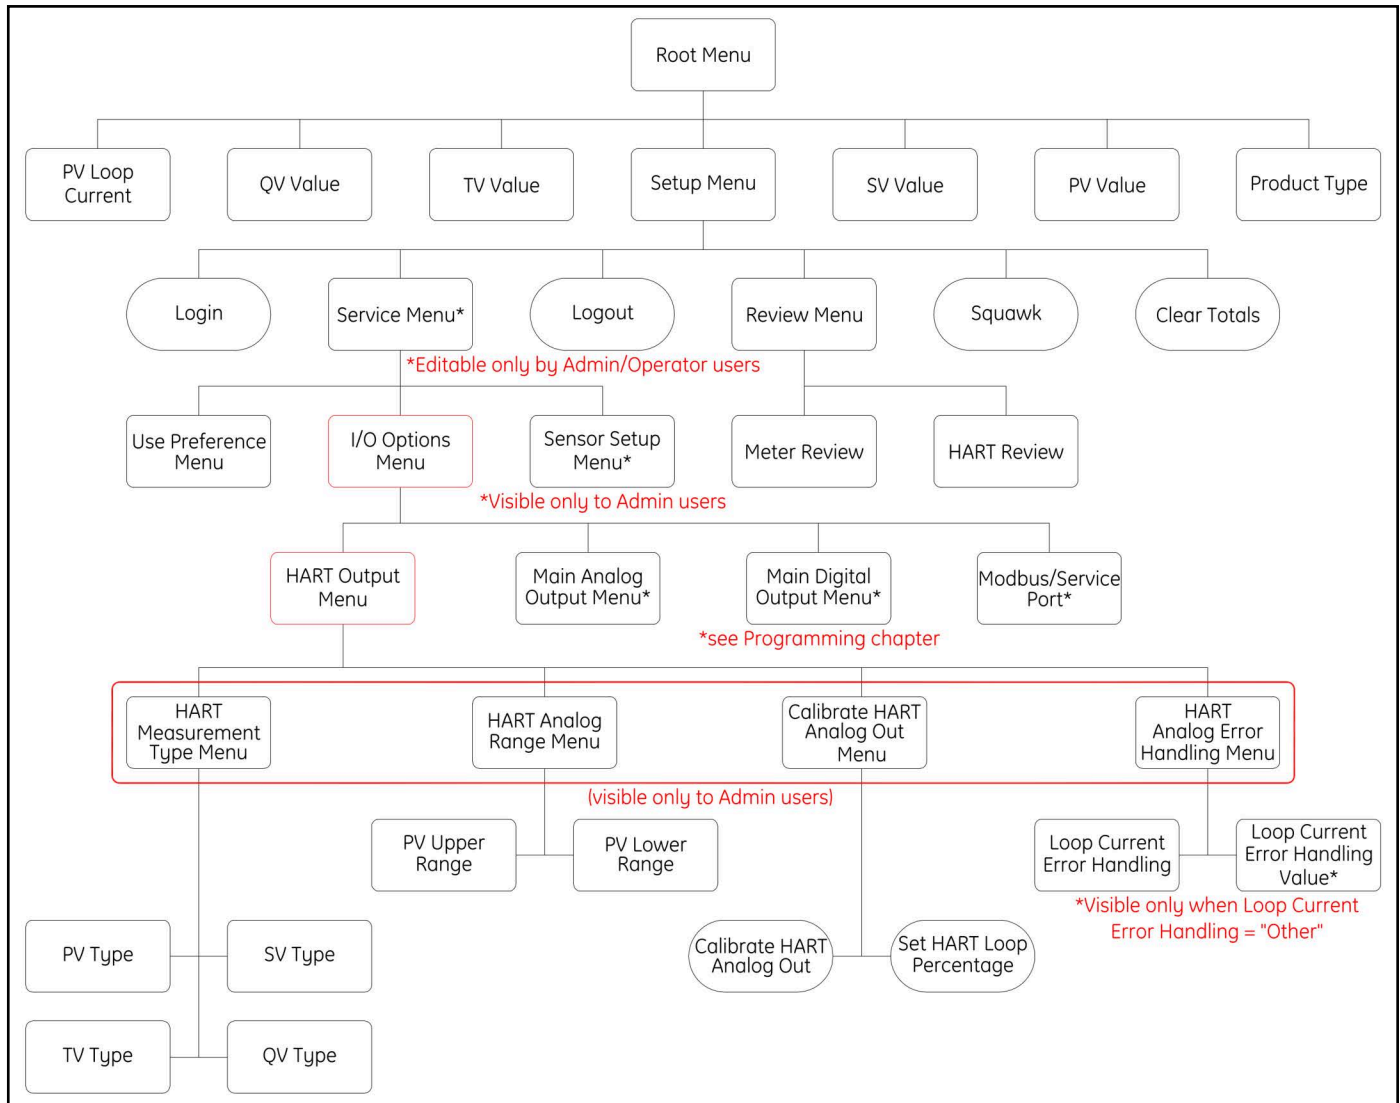 Root Menu
PV Loop
Current
QV Value
TV Value
Setup Menu
SV Value
PV Value
Product Type
Login
Service Menu*
Logout
Review Menu
Squawk
Clear Totals
*Editable only by Admin/Operator users
Use Preference
Menu
I/O Options
Menu
Sensor Setup
Menu*
Meter Review
HART Review
*Visible only to Admin users
HART Output
Menu
Main Analog
Output Menu*
Main Digital
Output Menu*
Modbus/Service
Port*
*see Programming chapter
HART
Measurement
Type Menu
HART Analog
Range Menu
Calibrate HART
Analog Out
Menu
HART
Analog Error
Handling Menu
(visible only to Admin users)
PV Upper
Range
PV Lower
Range
Loop Current
Error Handling
Loop Current
Error Handling
Value*
*Visible only when Loop Current
Error Handling = "Other"
PV Type
SV Type
Calibrate HART
Analog Out
Set HART Loop
Percentage
TV Type
QV Type